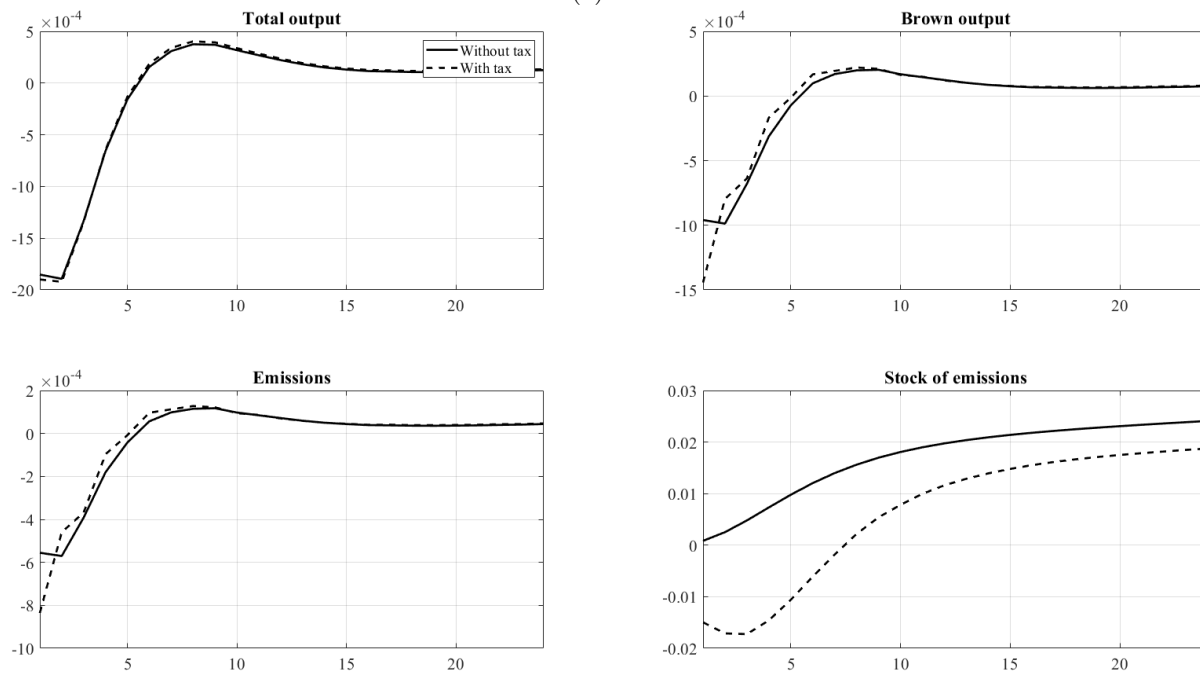 Total output
×10⁻⁴
5
0
-5
-10
-15
-20
5 10 15 20
Without tax
With tax
Brown output
×10⁻⁴
5
0
-5
-10
-15
5 10 15 20
Emissions
×10⁻⁴
2
0
-2
-4
-6
-8
-10
5 10 15 20
Stock of emissions
0.03
0.02
0.01
0
-0.01
-0.02
5 10 15 20